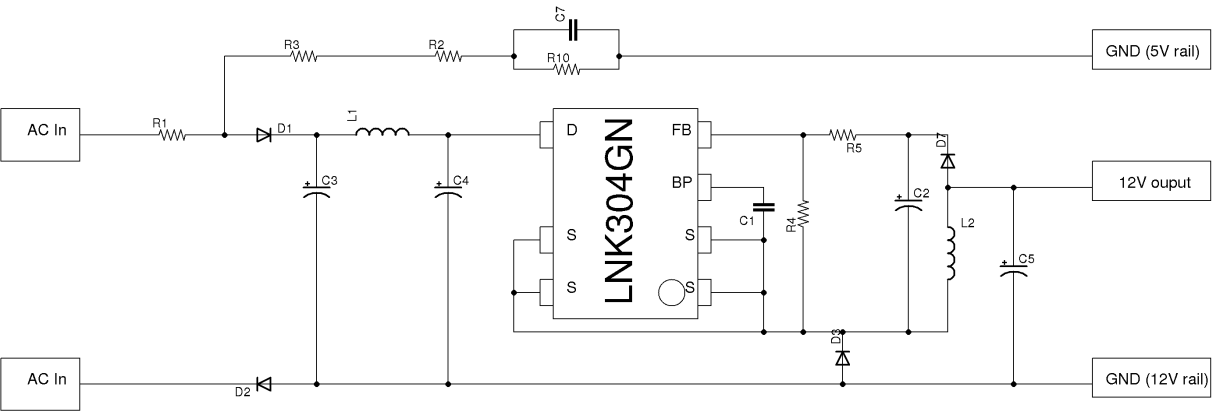 C7
R3
R2
R10
GND (5V rail)
AC In
R1
D1
L1
D
LNK304GN
FB
R5
D7
C3
C4
BP
C1
R4
C2
12V ouput
S
S
L2
C5
S
S
D3
AC In
D2
GND (12V rail)